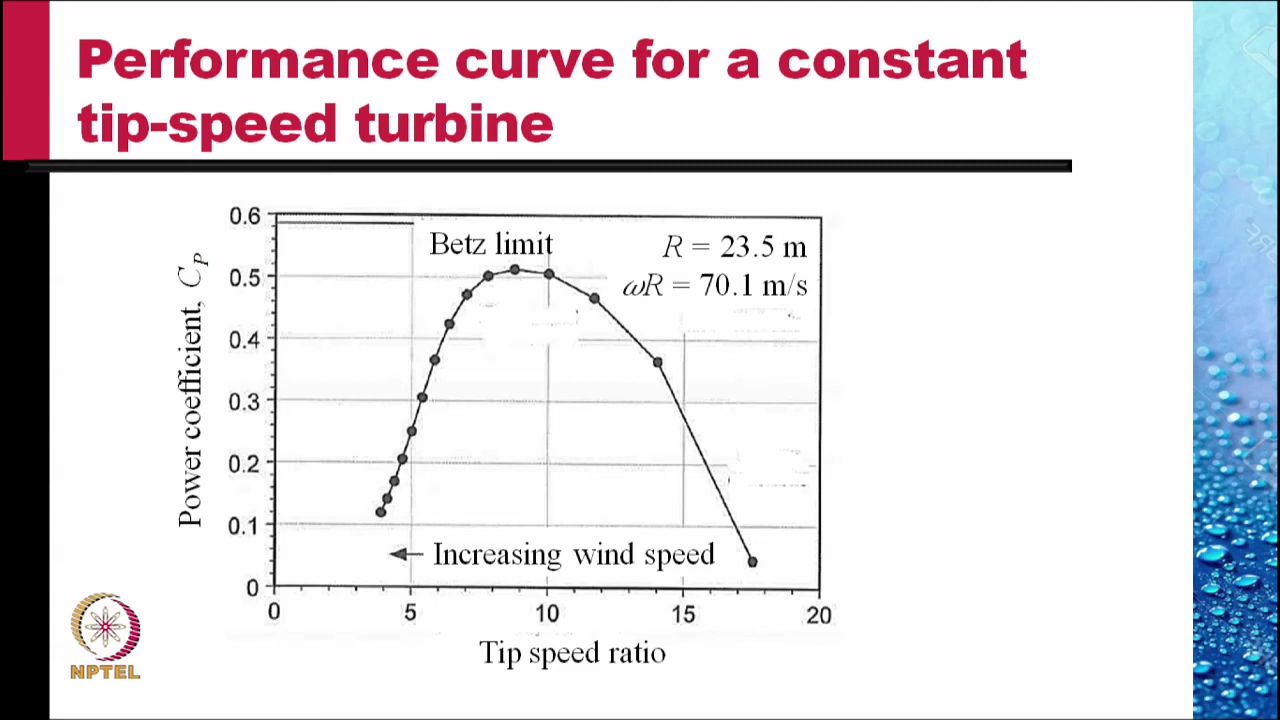 Performance curve for a constant
tip-speed turbine
0.6
0.5
0.4
0.3
0.2
0.1
0
Power coefficient, C_P
Betz limit
R = 23.5 m
ωR = 70.1 m/s
Increasing wind speed
0 5 10 15 20
Tip speed ratio
NPTEL